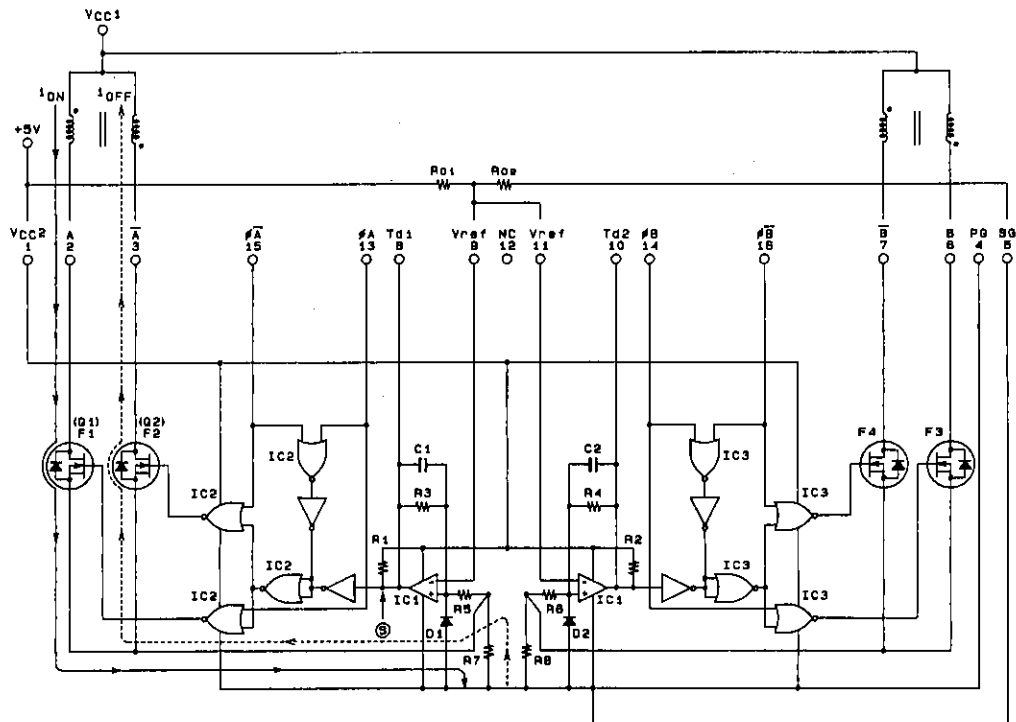 VCC1
iON
iOFF
+5V
R01
R02
VCC2
1
A
2
A̅
3
φA̅
15
φA
13
Td1
8
Vref
9
NC
12
Vref
11
Td2
10
φB
14
φB̅
16
B̅
7
B
6
PG
4
SG
5
(Q1)
F1
(Q2)
F2
F4
F3
IC2
C1
C2
IC3
IC2
R3
R4
IC3
R1
R2
IC2
IC3
IC2
IC1
R5
R6
IC1
IC3
S
D1
D2
R7
R8